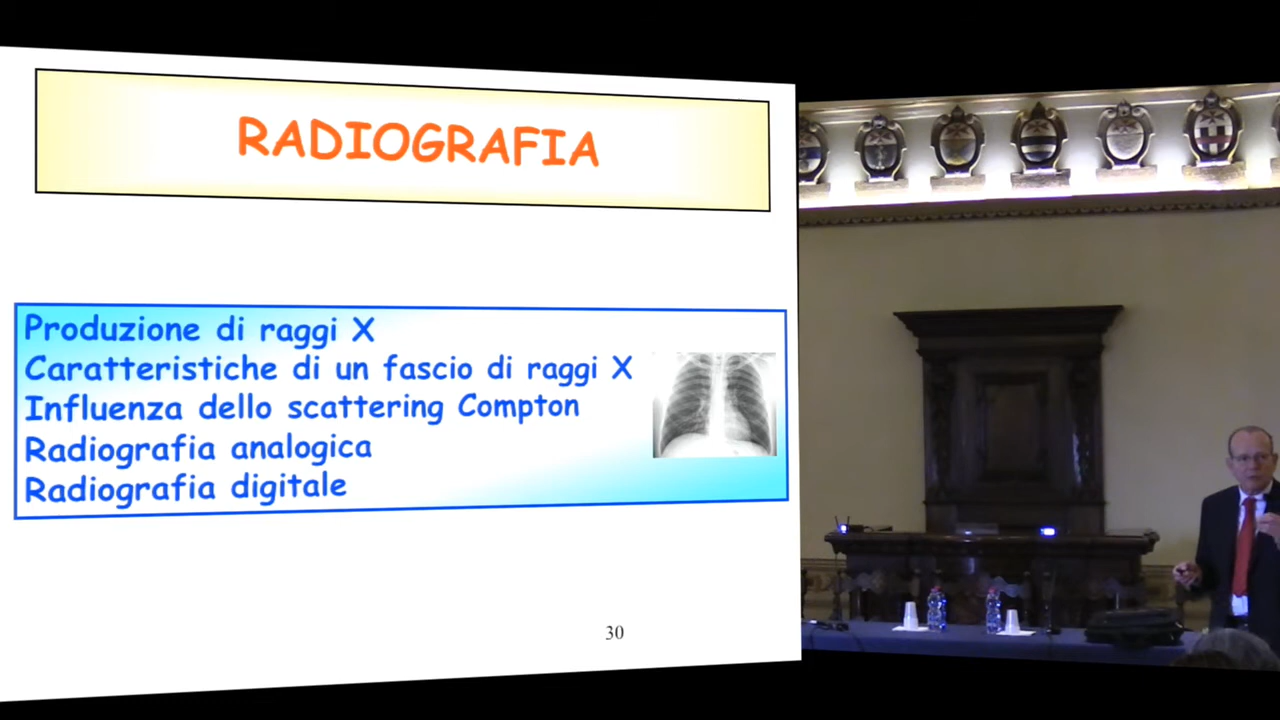 RADIOGRAFIA
Produzione di raggi X
Caratteristiche di un fascio di raggi X
Influenza dello scattering Compton
Radiografia analogica
Radiografia digitale
30